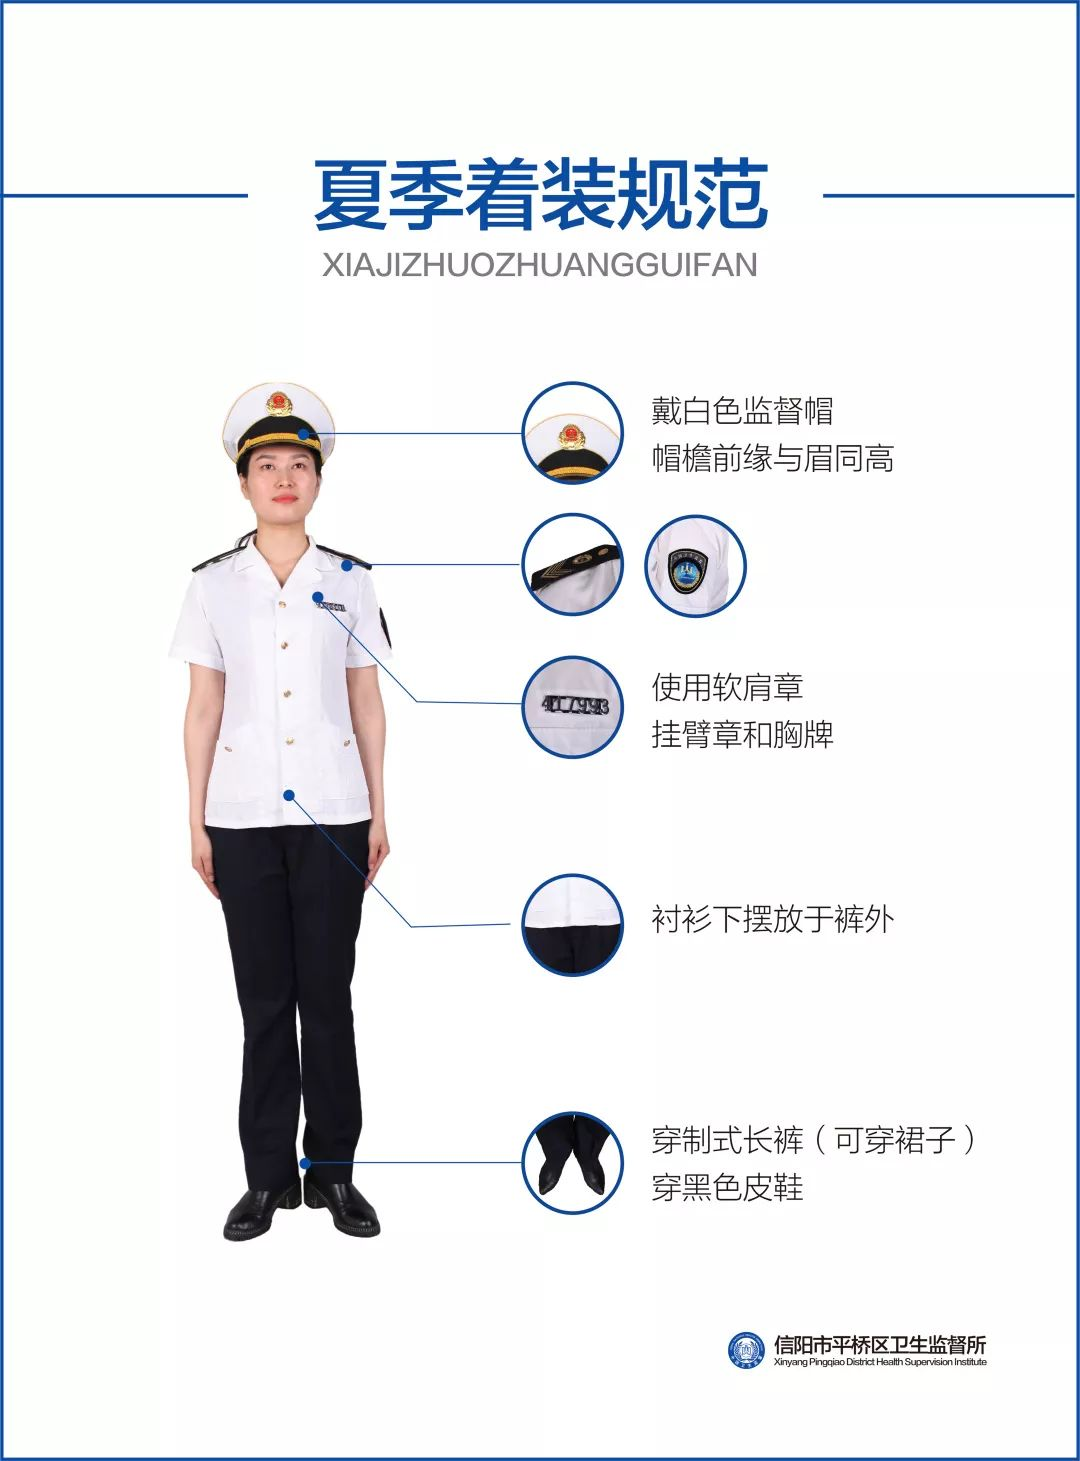 夏季着装规范
XIAJIZHUOZHUANGGUIFAN
戴白色监督帽
帽檐前缘与眉同高
使用软肩章
挂臂章和胸牌
衬衫下摆放于裤外
穿制式长裤（可穿裙子）
穿黑色皮鞋
信阳市平桥区卫生监督所
Xinyang Pingqiao District Health Supervision Institute